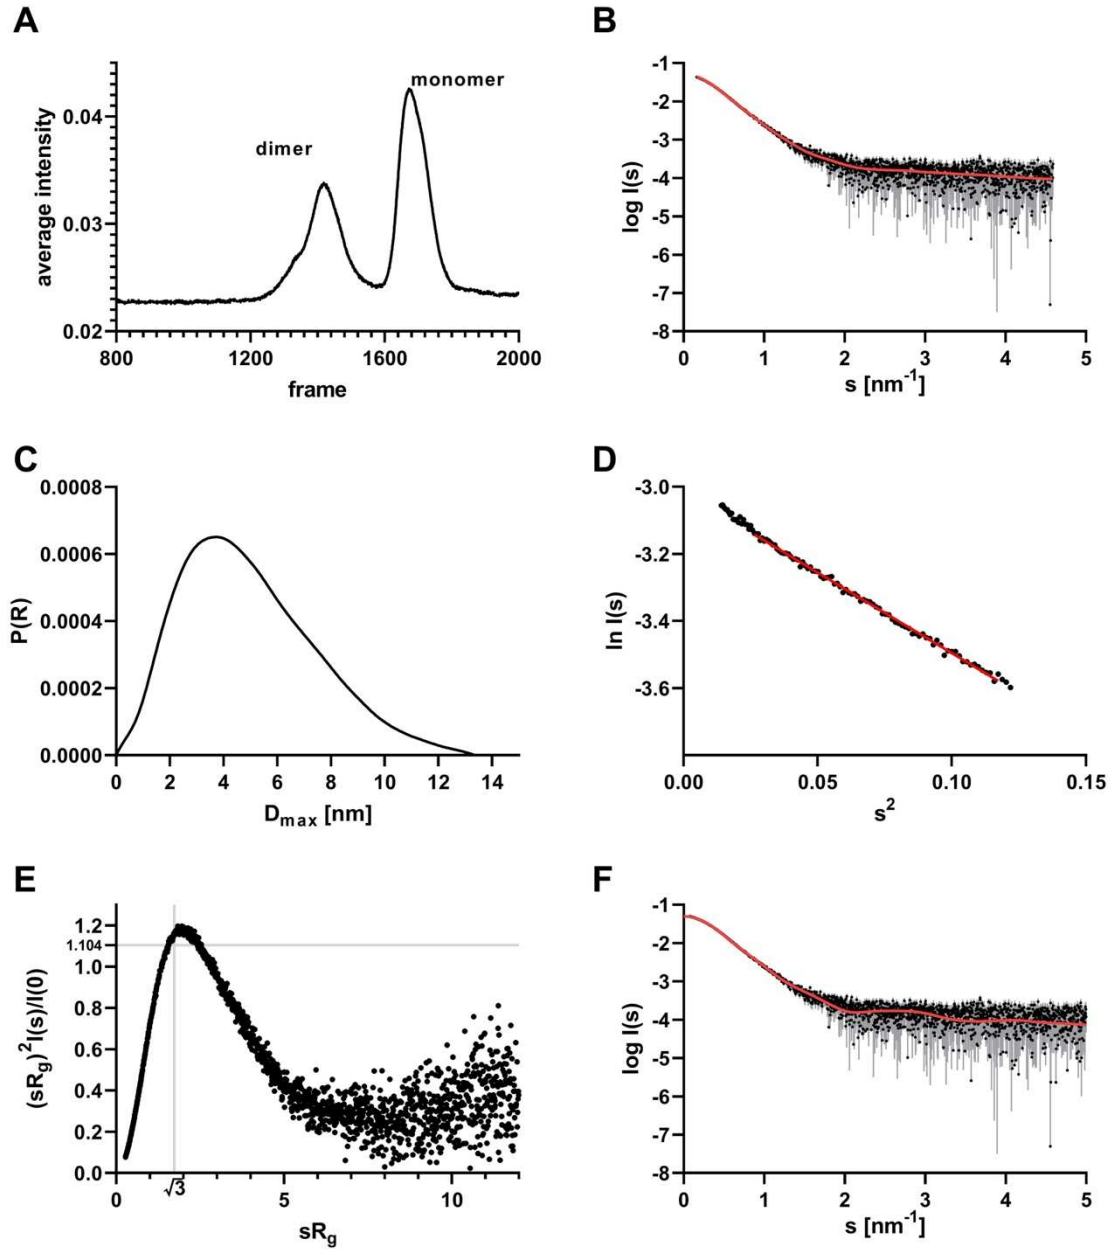 A
average intensity
0.04
0.03
0.02
dimer
monomer
800 1200 1600 2000
frame
B
log I(s)
-1
-2
-3
-4
-5
-6
-7
-8
0 1 2 3 4 5
s [nm⁻¹]
C
P(R)
0.0008
0.0006
0.0004
0.0002
0.0000
0 2 4 6 8 10 12 14
Dₘₐₓ [nm]
D
ln I(s)
-3.0
-3.2
-3.4
-3.6
0.00 0.05 0.10 0.15
s²
E
(sR_g)²I(s)/I(0)
1.2
1.104
1.0
0.8
0.6
0.4
0.2
0.0
0 √3 5 10
sR_g
F
log I(s)
-1
-2
-3
-4
-5
-6
-7
-8
0 1 2 3 4 5
s [nm⁻¹]